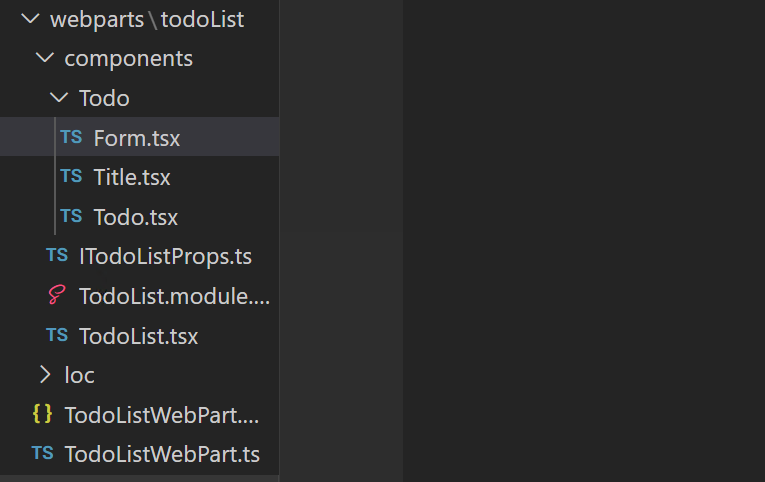 webparts\todoList
components
Todo
TS Form.tsx
TS Title.tsx
TS Todo.tsx
TS ITodoListProps.ts
TodoList.module....
TS TodoList.tsx
loc
{} TodoListWebPart....
TS TodoListWebPart.ts